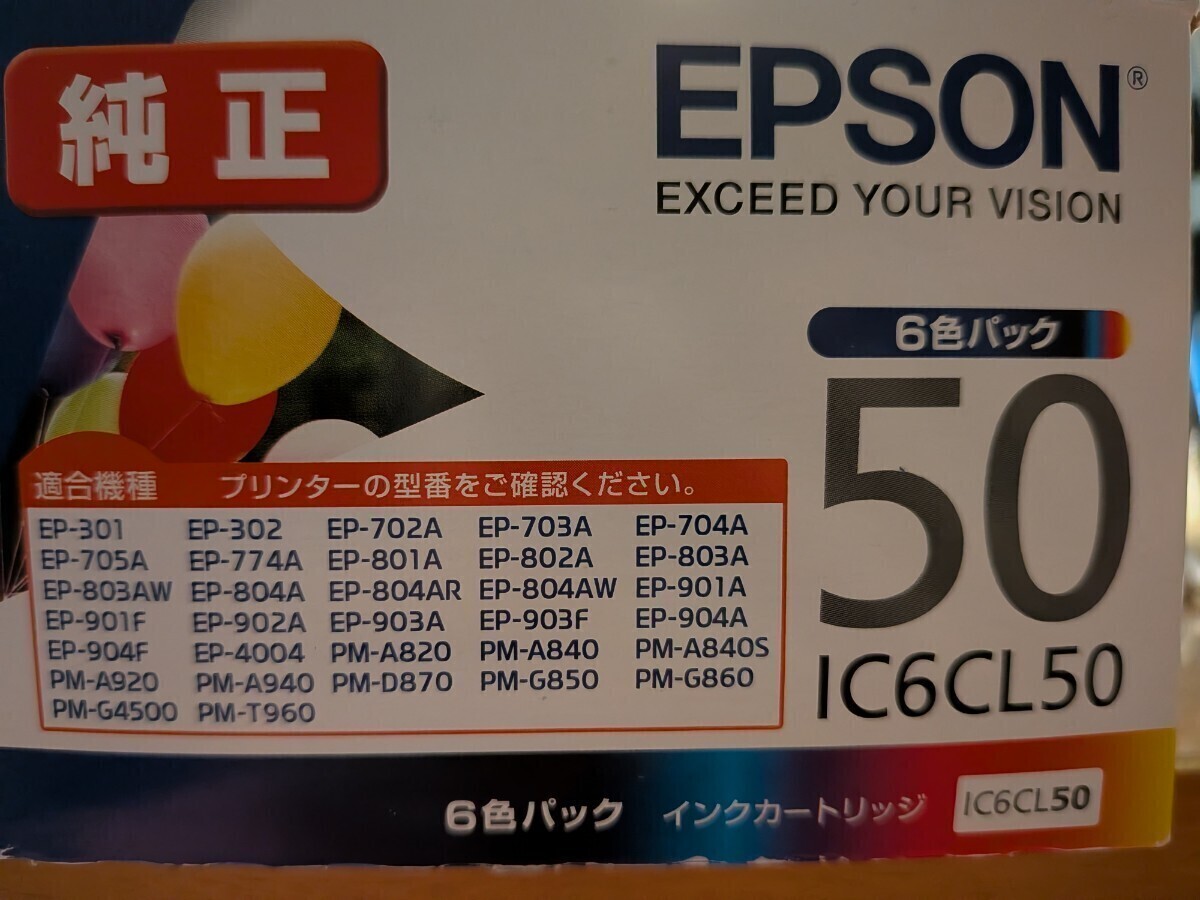 純正
EPSON®
EXCEED YOUR VISION
6色パック
50
IC6CL50
適合機種 プリンターの型番をご確認ください。
EP-301 EP-302 EP-702A EP-703A EP-704A
EP-705A EP-774A EP-801A EP-802A EP-803A
EP-803AW EP-804A EP-804AR EP-804AW EP-901A
EP-901F EP-902A EP-903A EP-903F EP-904A
EP-904F EP-4004 PM-A820 PM-A840 PM-A840S
PM-A920 PM-A940 PM-D870 PM-G850 PM-G860
PM-G4500 PM-T960
6色パック インクカートリッジ IC6CL50